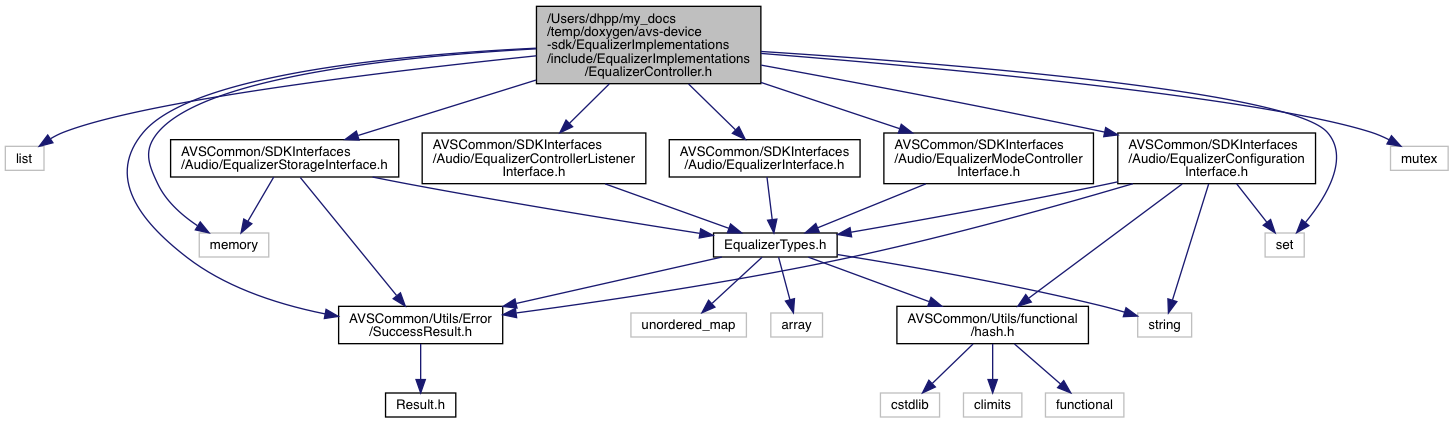 /Users/dhpp/my_docs
/temp/doxygen/avs-device
-sdk/EqualizerImplementations
/include/EqualizerImplementations
/EqualizerController.h
list
AVSCommon/SDKInterfaces
/Audio/EqualizerStorageInterface.h
AVSCommon/SDKInterfaces
/Audio/EqualizerControllerListener
Interface.h
AVSCommon/SDKInterfaces
/Audio/EqualizerInterface.h
AVSCommon/SDKInterfaces
/Audio/EqualizerModeController
Interface.h
AVSCommon/SDKInterfaces
/Audio/EqualizerConfiguration
Interface.h
mutex
memory
EqualizerTypes.h
set
AVSCommon/Utils/Error
/SuccessResult.h
unordered_map
array
AVSCommon/Utils/functional
/hash.h
string
Result.h
cstdlib
climits
functional